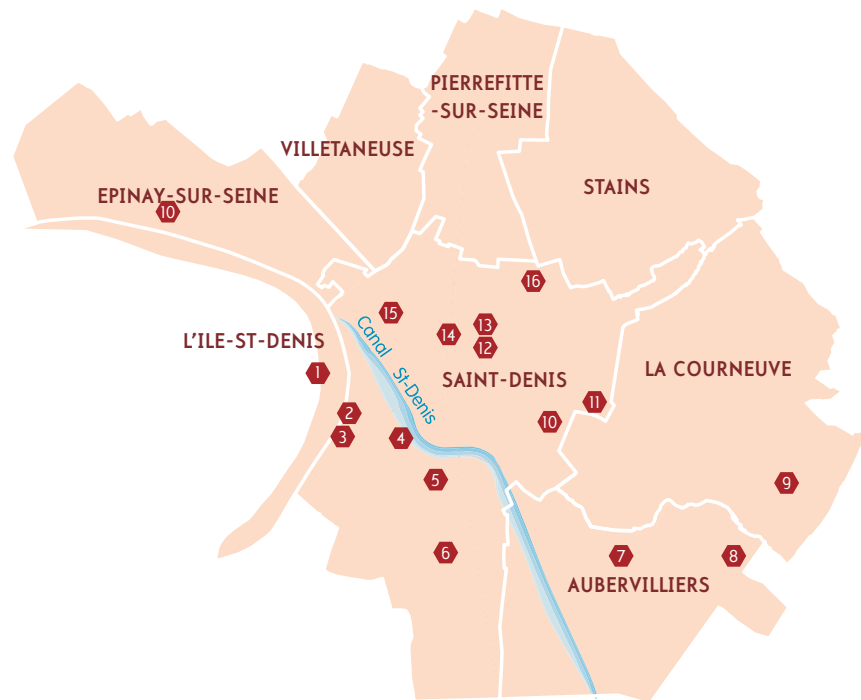 PIERREFITTE
-SUR-SEINE
VILLETANEUSE
STAINS
EPINAY-SUR-SEINE
10
16
15
13
14
12
Canal St-Denis
L'ILE-ST-DENIS
LA COURNEUVE
1
SAINT-DENIS
11
2
10
3
4
5
9
6
7
8
AUBERVILLIERS